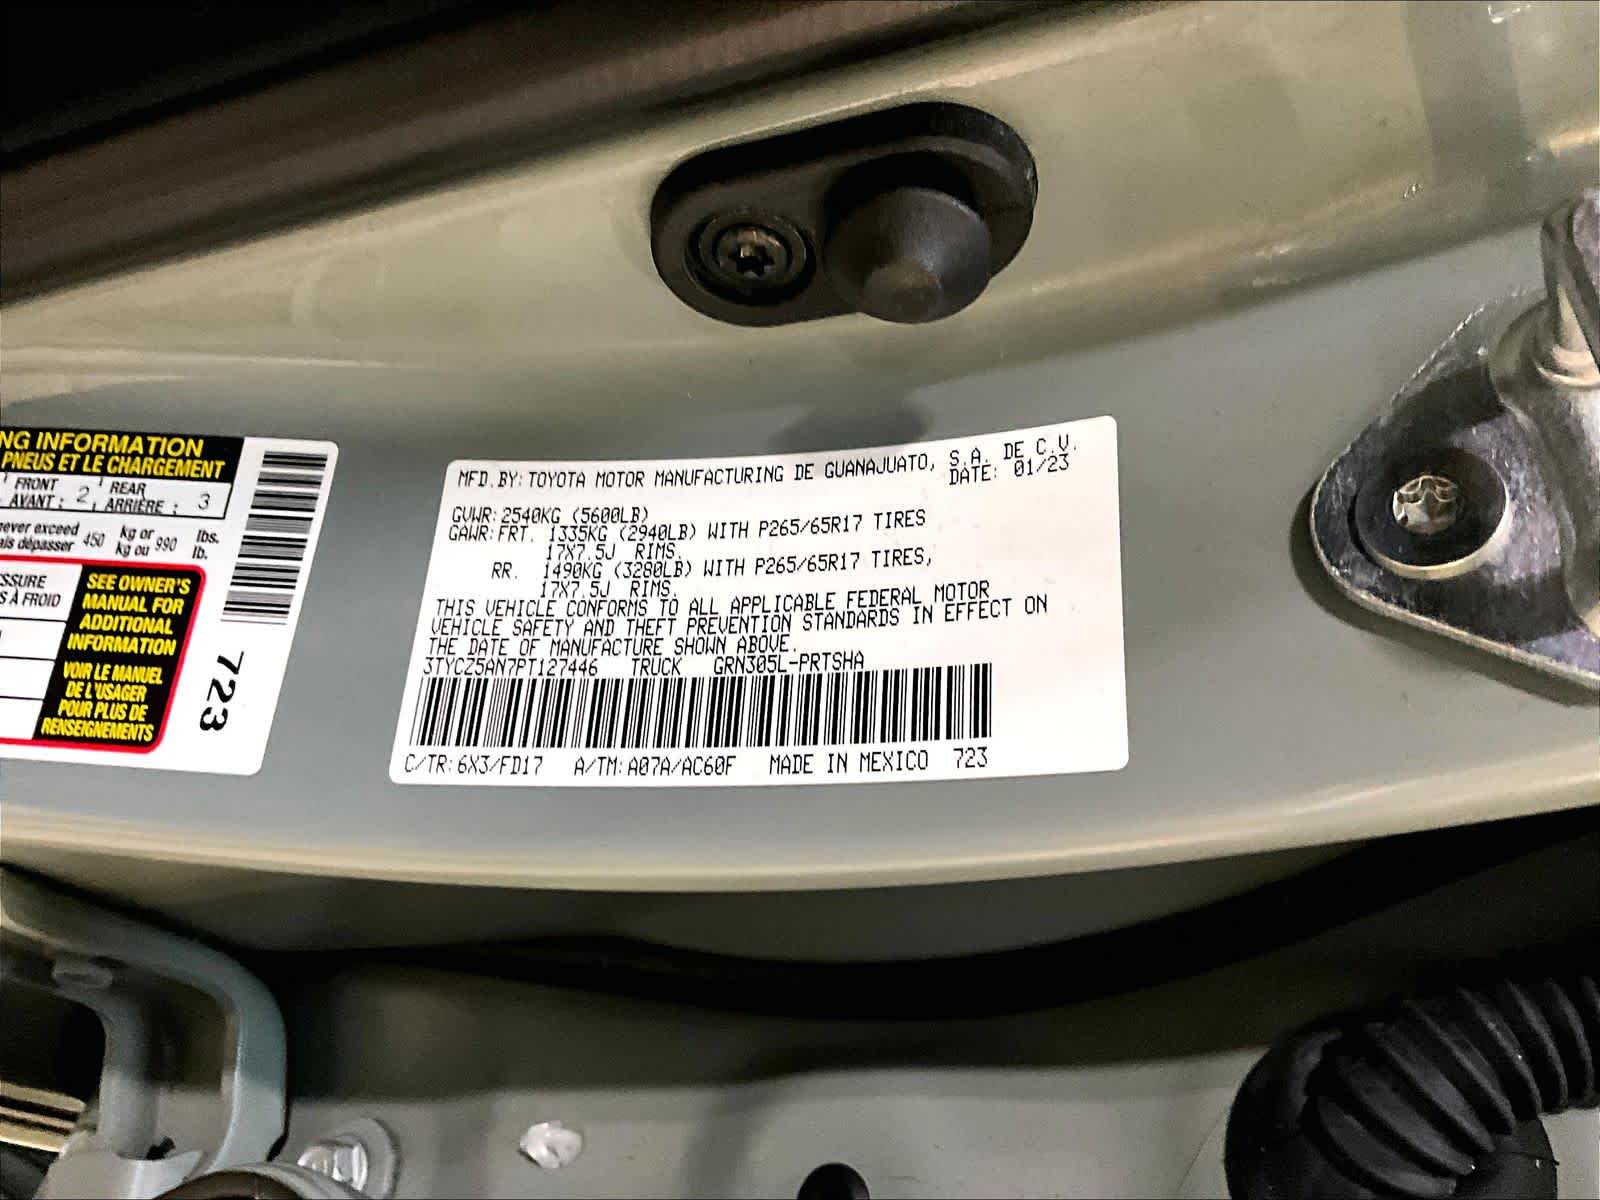 NG INFORMATION
PNEUS ET LE CHARGEMENT
FRONT
AVANT : 2
REAR
ARRIÈRE : 3
never exceed
ais dépasser 450 kg or
kg ou 990 lbs.
lb.
SSURE
S À FROID
SEE OWNER'S
MANUAL FOR
ADDITIONAL
INFORMATION
VOIR LE MANUEL
DE L'USAGER
POUR PLUS DE
RENSEIGNEMENTS
723
MFD. BY: TOYOTA MOTOR MANUFACTURING DE GUANAJUATO, S.A. DE C.V.
DATE: 01/23
GVWR: 2540KG (5600LB)
GAWR: FRT. 1335KG (2940LB) WITH P265/65R17 TIRES
17X7.5J RIMS.
RR. 1490KG (3280LB) WITH P265/65R17 TIRES,
17X7.5J RIMS.
THIS VEHICLE CONFORMS TO ALL APPLICABLE FEDERAL MOTOR
VEHICLE SAFETY AND THEFT PREVENTION STANDARDS IN EFFECT ON
THE DATE OF MANUFACTURE SHOWN ABOVE.
3TYCZ5AN7PT127446 TRUCK GRN305L-PRTSHA
C/TR: 6X3/FD17 A/TM: A07A/AC60F MADE IN MEXICO 723